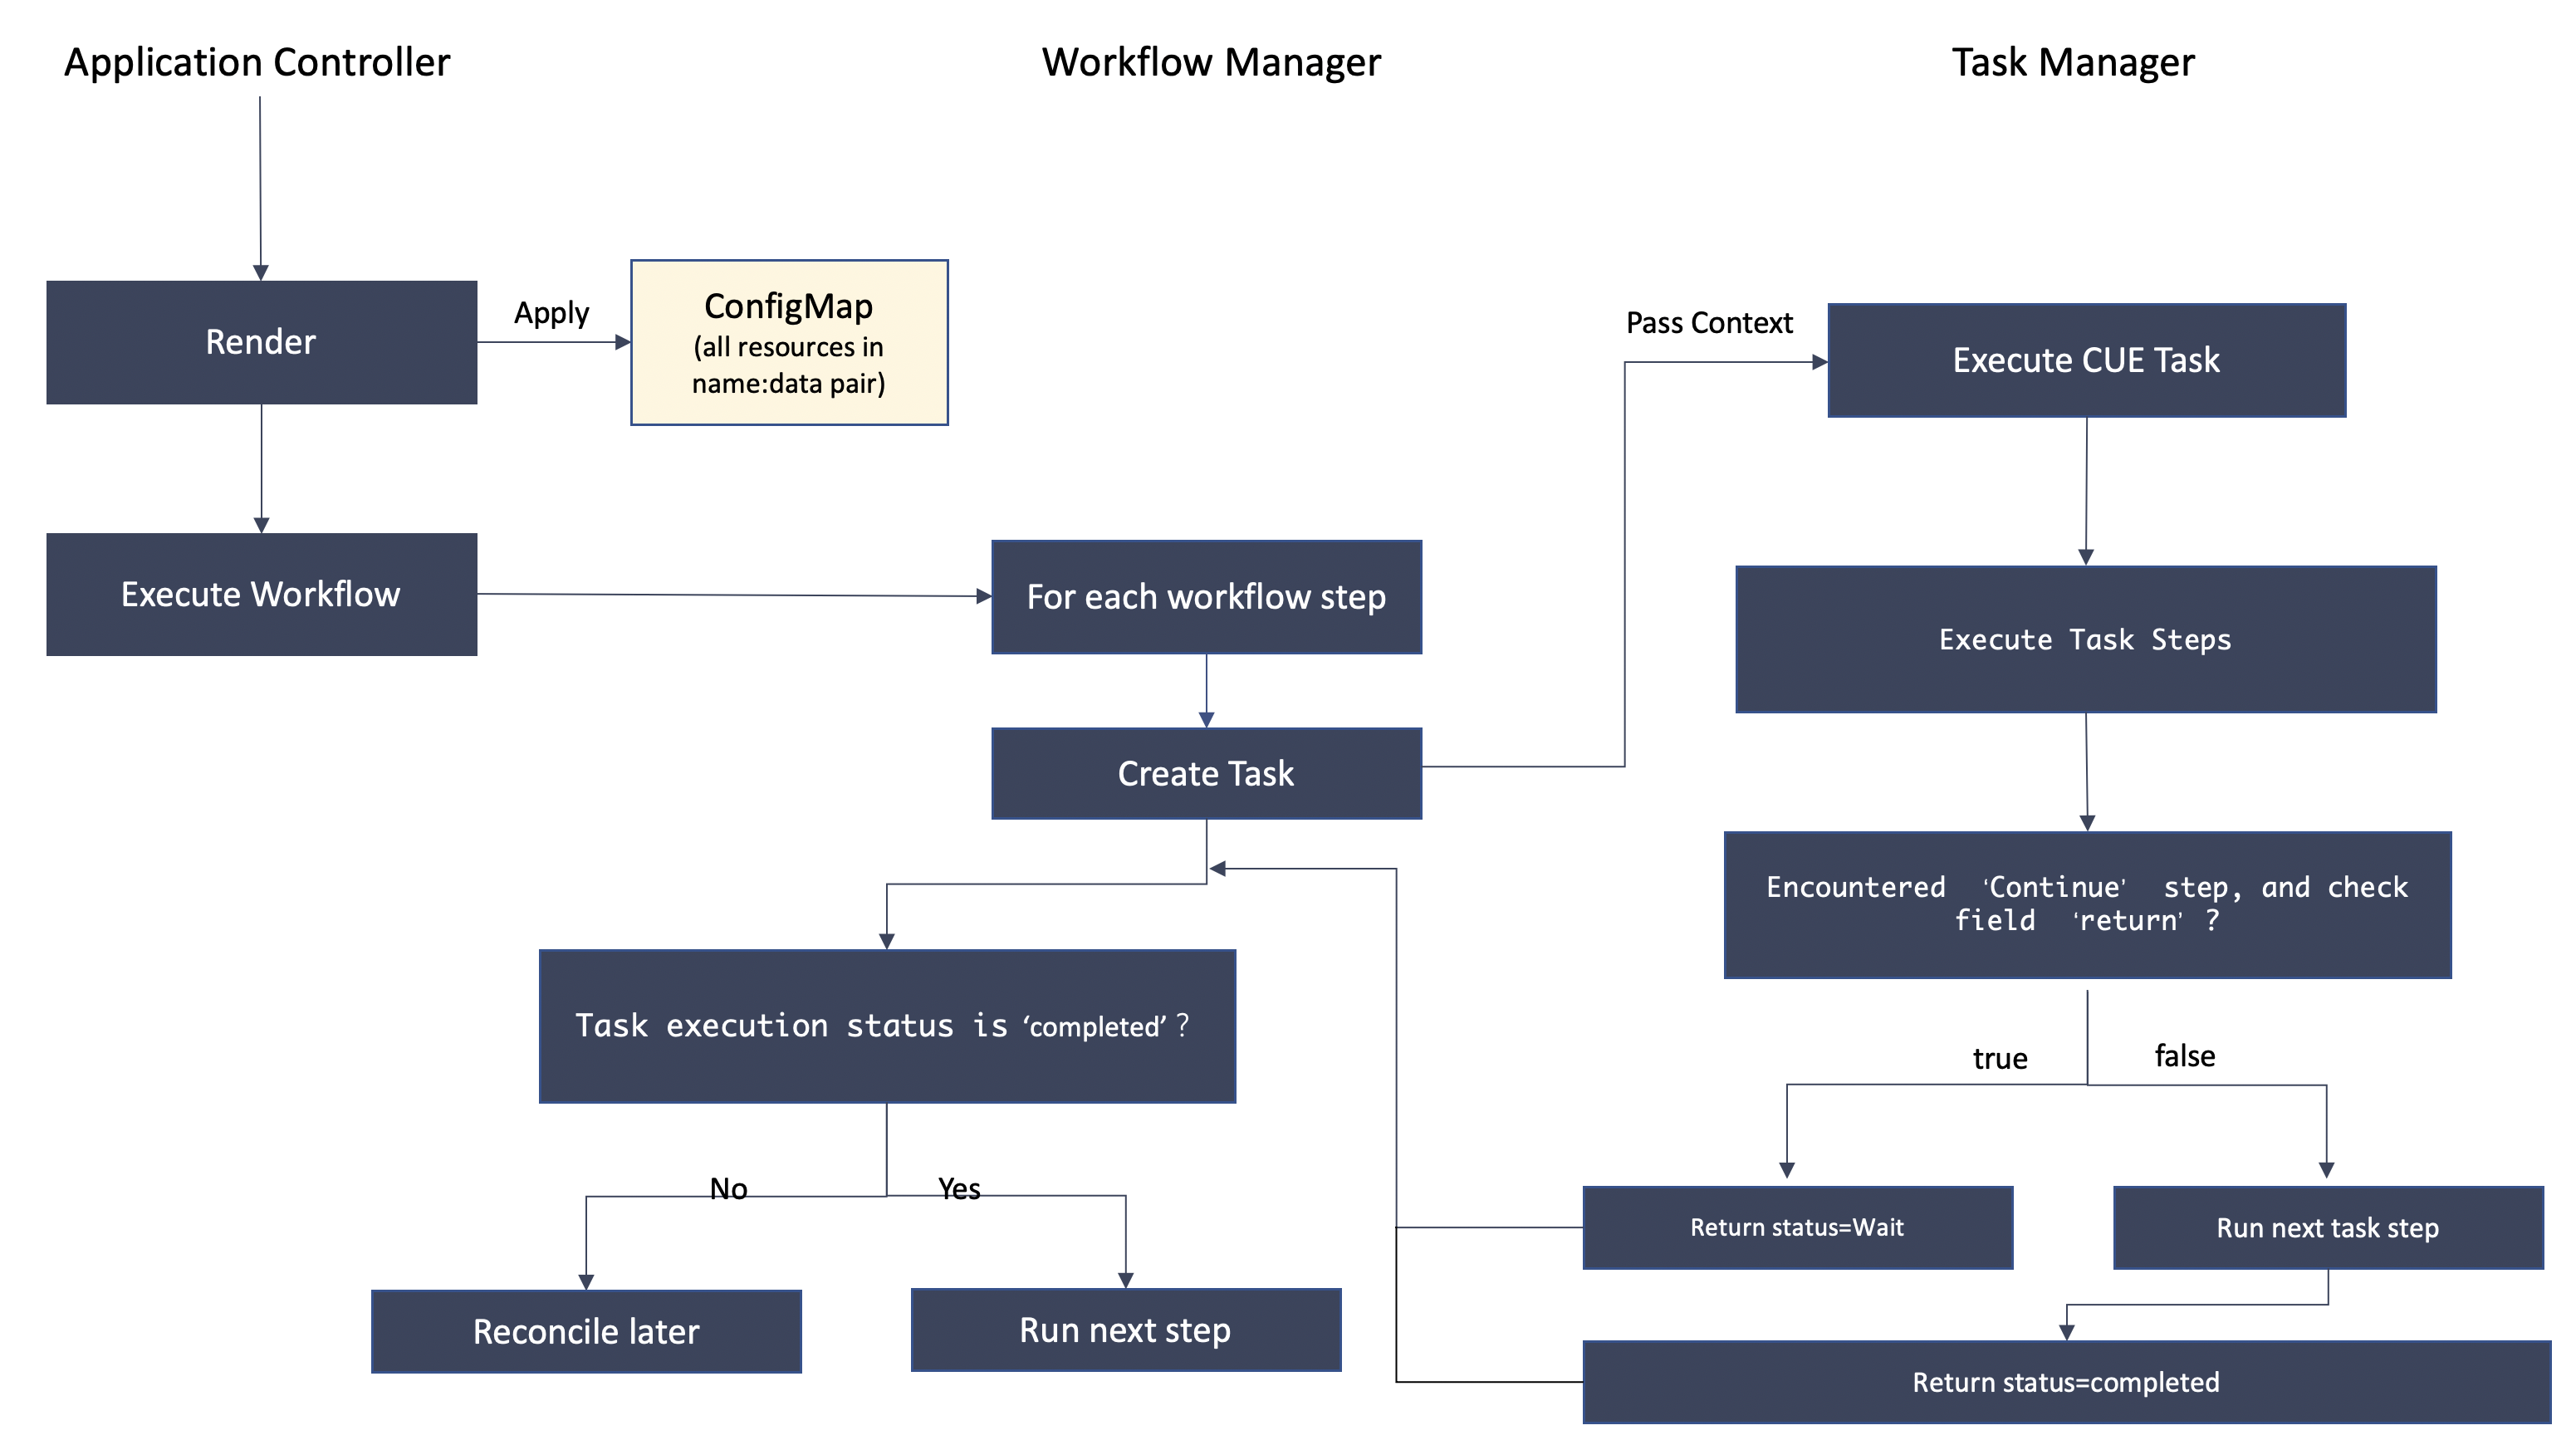 Application Controller
Workflow Manager
Task Manager
Render
Apply
ConfigMap
(all resources in
name:data pair)
Pass Context
Execute CUE Task
Execute Workflow
For each workflow step
Execute Task Steps
Create Task
Encountered ‘Continue’ step, and check
field ‘return’ ?
Task execution status is ‘completed’ ?
true
false
No
Yes
Return status=Wait
Run next task step
Reconcile later
Run next step
Return status=completed